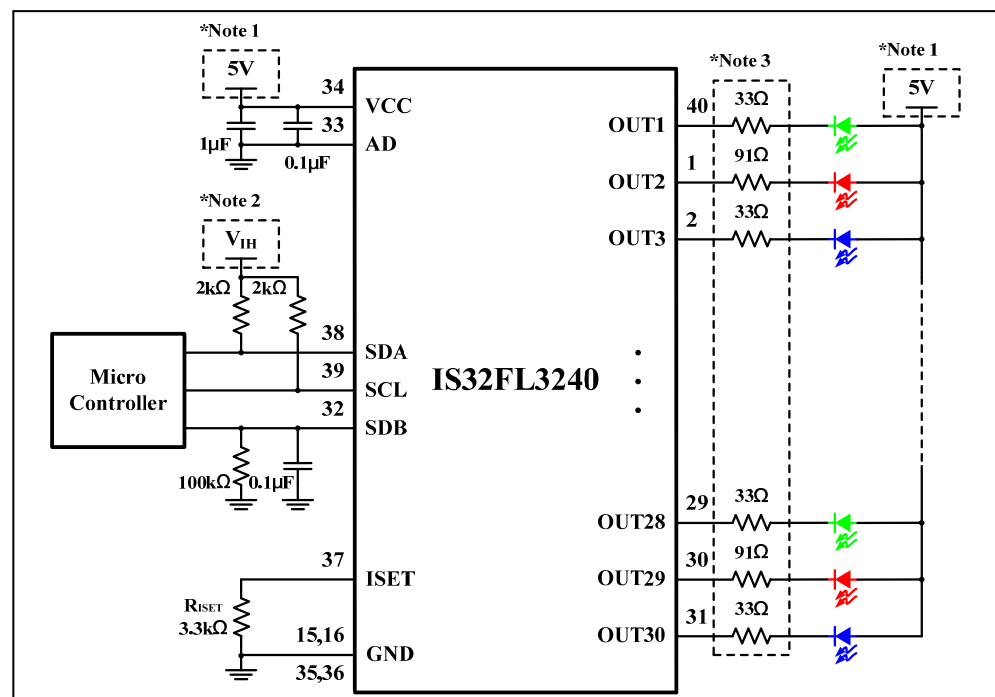 *Note 1
5V
34
VCC
1µF
33
AD
0.1µF
*Note 2
VIH
2kΩ 2kΩ
38
SDA
39
SCL
32
SDB
Micro
Controller
100kΩ
0.1µF
37
ISET
RISET
3.3kΩ
15,16
GND
35,36
IS32FL3240
*Note 3
*Note 1
5V
OUT1
40
33Ω
OUT2
1
91Ω
OUT3
2
33Ω
OUT28
29
33Ω
OUT29
30
91Ω
OUT30
31
33Ω